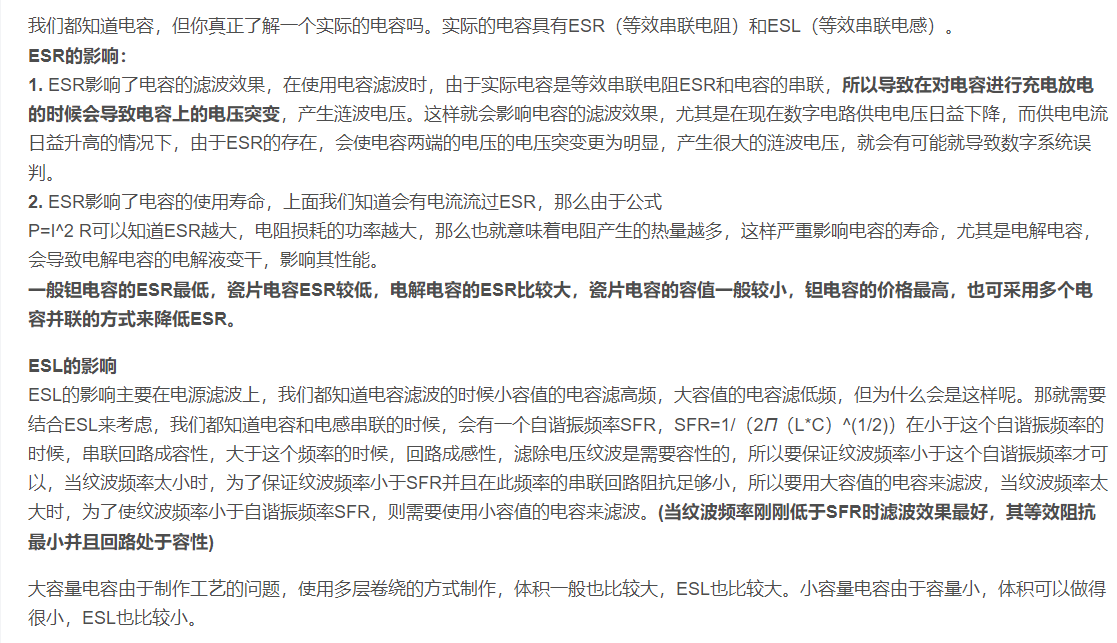 我们都知道电容，但你真正了解一个实际的电容吗。实际的电容具有ESR（等效串联电阻）和ESL（等效串联电感）。
ESR的影响：
1. ESR影响了电容的滤波效果，在使用电容滤波时，由于实际电容是等效串联电阻ESR和电容的串联，所以导致在对电容进行充电放电
的时候会导致电容上的电压突变，产生涟波电压。这样就会影响电容的滤波效果，尤其是在现在数字电路供电电压日益下降，而供电电流
日益升高的情况下，由于ESR的存在，会使电容两端的电压的电压突变更为明显，产生很大的涟波电压，就会有可能就导致数字系统误
判。
2. ESR影响了电容的使用寿命，上面我们知道会有电流流过ESR，那么由于公式
P=I^2 R可以知道ESR越大，电阻损耗的功率越大，那么也就意味着电阻产生的热量越多，这样严重影响电容的寿命，尤其是电解电容，
会导致电解电容的电解液变干，影响其性能。
一般钽电容的ESR最低，瓷片电容ESR较低，电解电容的ESR比较大，瓷片电容的容值一般较小，钽电容的价格最高，也可采用多个电
容并联的方式来降低ESR。
ESL的影响
ESL的影响主要在电源滤波上，我们都知道电容滤波的时候小容值的电容滤高频，大容值的电容滤低频，但为什么会是这样呢。那就需要
结合ESL来考虑，我们都知道电容和电感串联的时候，会有一个自谐振频率SFR，SFR=1/（2Π（L*C）^(1/2)）在小于这个自谐振频率的
时候，串联回路成容性，大于这个频率的时候，回路成感性，滤除电压纹波是需要容性的，所以要保证纹波频率小于这个自谐振频率才可
以，当纹波频率太小时，为了保证纹波频率小于SFR并且在此频率的串联回路阻抗足够小，所以要用大容值的电容来滤波，当纹波频率太
大时，为了使纹波频率小于自谐振频率SFR，则需要使用小容值的电容来滤波。(当纹波频率刚刚低于SFR时滤波效果最好，其等效阻抗
最小并且回路处于容性)
大容量电容由于制作工艺的问题，使用多层卷绕的方式制作，体积一般也比较大，ESL也比较大。小容量电容由于容量小，体积可以做得
很小，ESL也比较小。